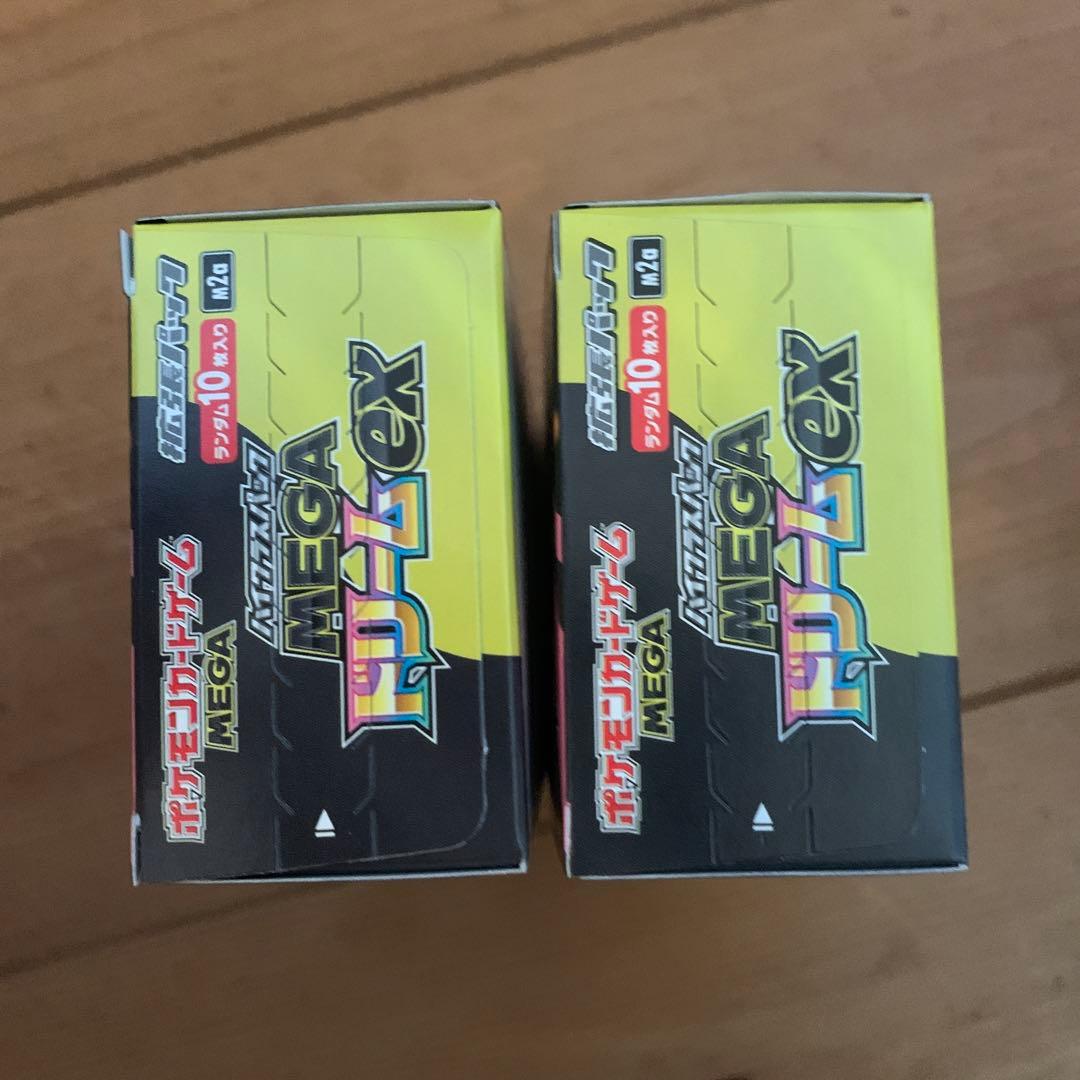 ポケモンカードゲーム
MEGA
拡張パック
ランダム10枚入り
M2a
ハイクラスパック
MEGA
ドリームex
ポケモンカードゲーム
MEGA
拡張パック
ランダム10枚入り
M2a
ハイクラスパック
MEGA
ドリームex